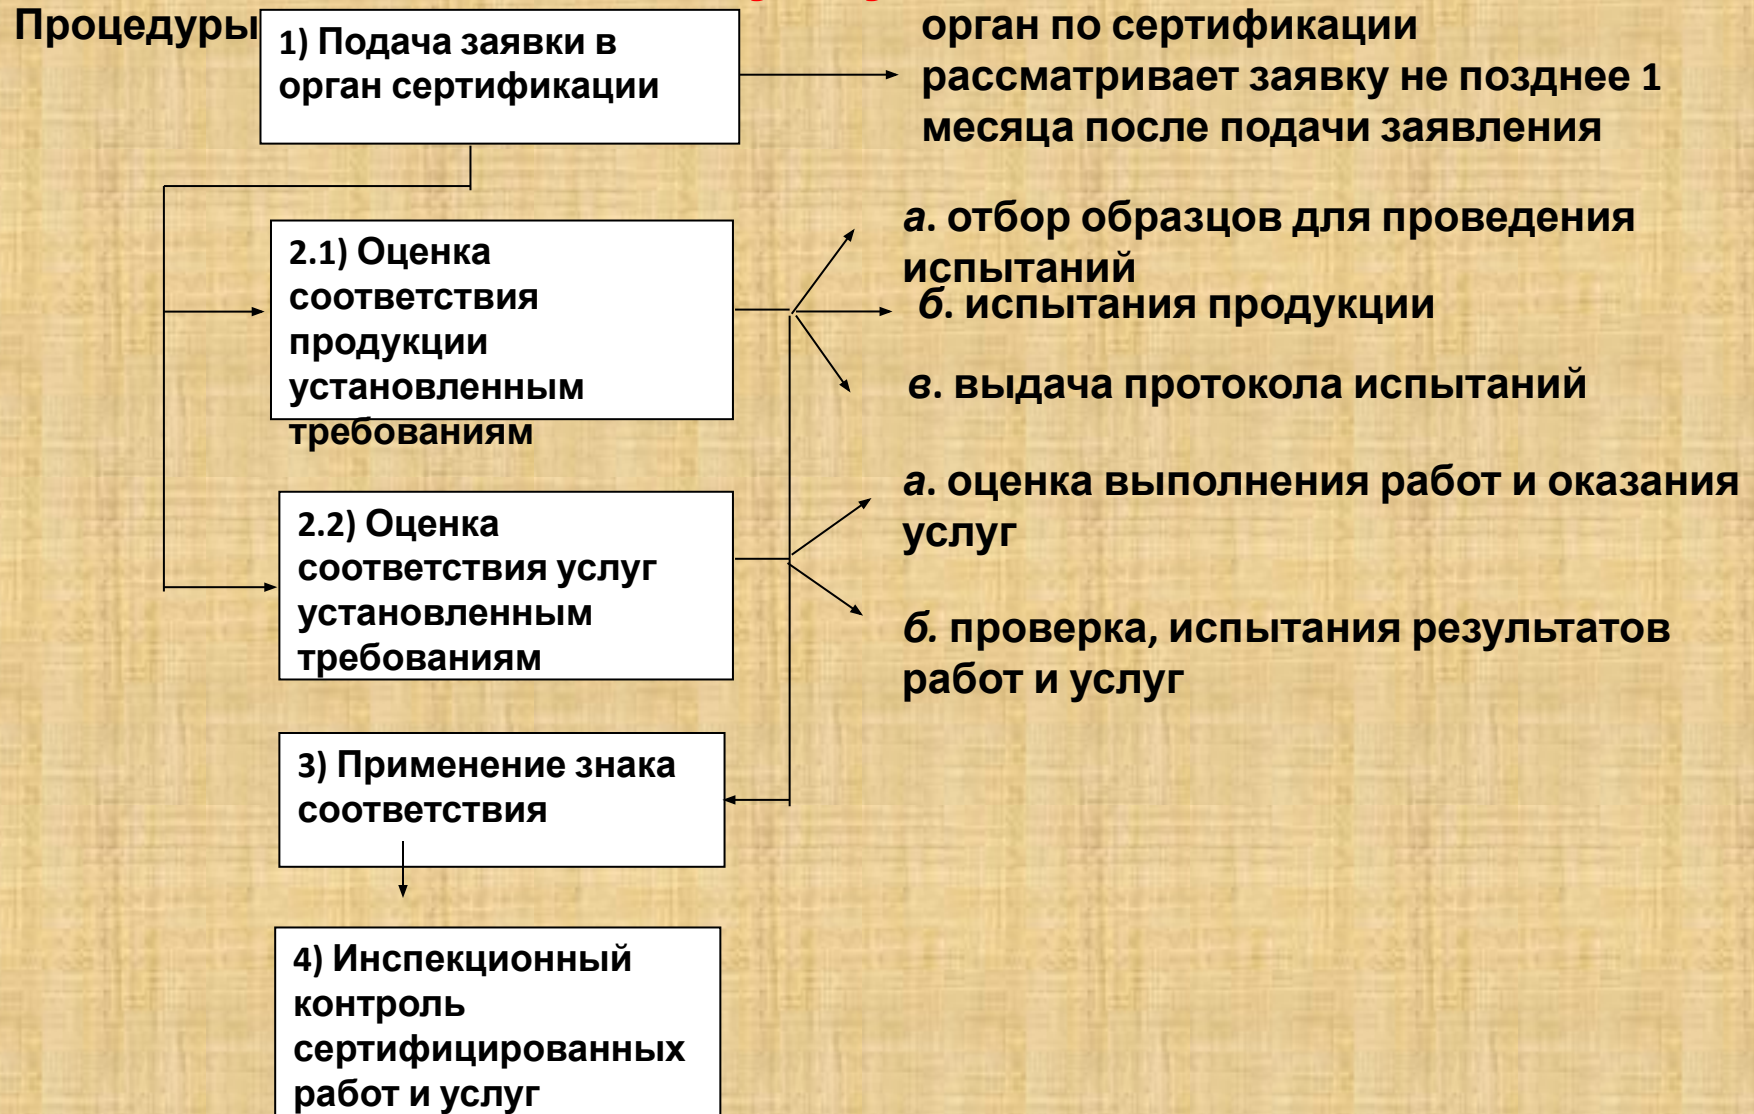 Процедуры
1) Подача заявки в
орган сертификации
орган по сертификации
рассматривает заявку не позднее 1
месяца после подачи заявления
2.1) Оценка
соответствия
продукции
установленным
требованиям
а. отбор образцов для проведения
испытаний
б. испытания продукции
в. выдача протокола испытаний
2.2) Оценка
соответствия услуг
установленным
требованиям
а. оценка выполнения работ и оказания
услуг
б. проверка, испытания результатов
работ и услуг
3) Применение знака
соответствия
4) Инспекционный
контроль
сертифицированных
работ и услуг